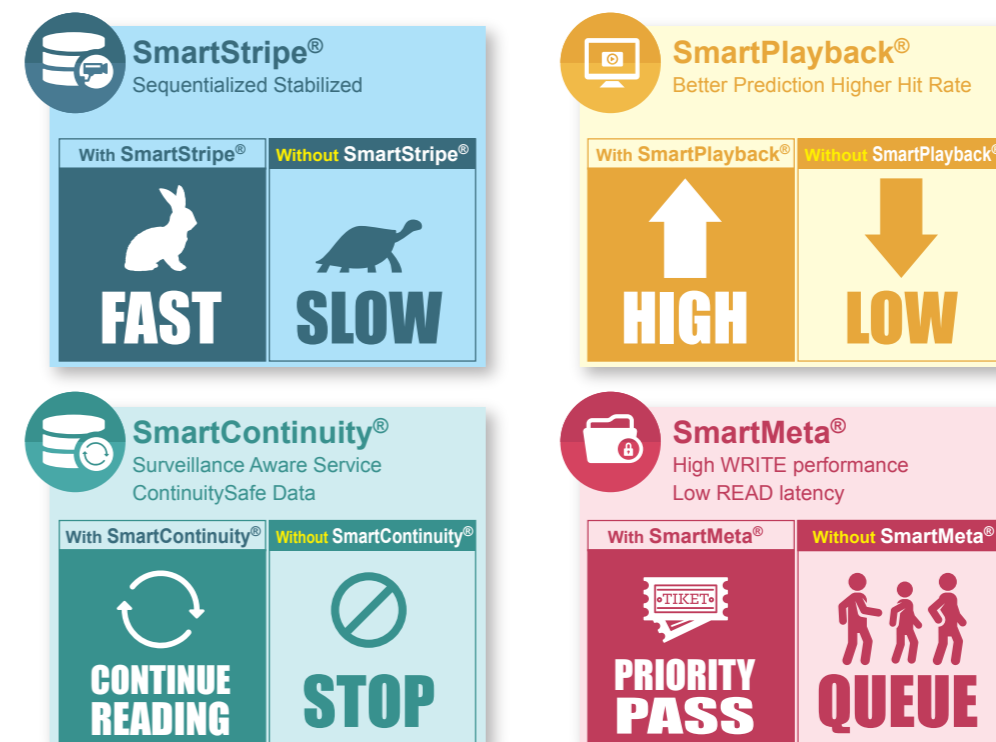 SmartStripe®
Sequentialized Stabilized
With SmartStripe®
Without SmartStripe®
FAST
SLOW
SmartPlayback®
Better Prediction Higher Hit Rate
With SmartPlayback®
Without SmartPlayback®
HIGH
LOW
SmartContinuity®
Surveillance Aware Service
ContinuitySafe Data
With SmartContinuity®
Without SmartContinuity®
CONTINUE
READING
STOP
SmartMeta®
High WRITE performance
Low READ latency
With SmartMeta®
Without SmartMeta®
TIKET
PRIORITY
PASS
QUEUE